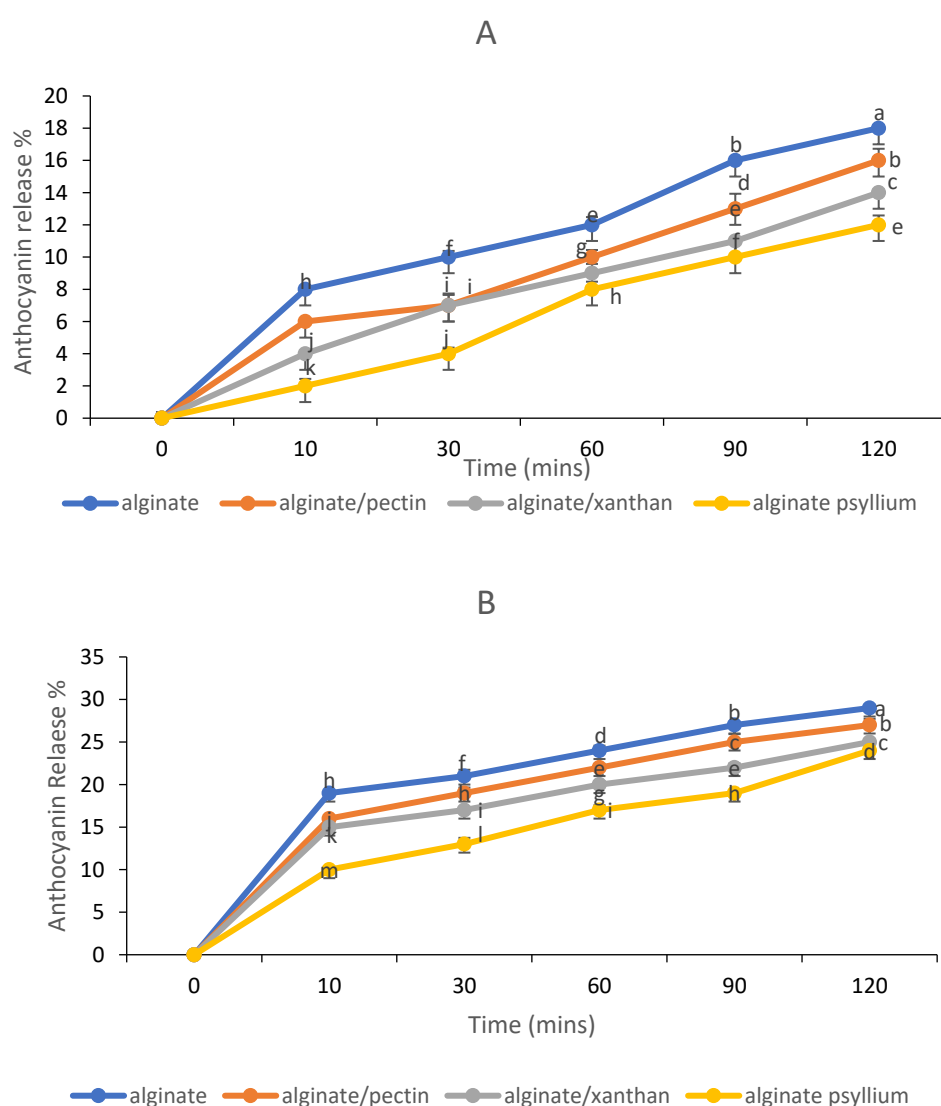 A
20
18
16
14
12
10
8
6
4
2
0
Anthocyanin release %
a
b
b
d
c
e
e
e
f
g
f
h
i
i
h
j
j
k
0 10 30 60 90 120
Time (mins)
alginate alginate/pectin alginate/xanthan alginate psyllium
B
35
30
25
20
15
10
5
0
Anthocyanin Relaese %
a
b
b
d
c
c
d
f
e
e
h
h
g
h
i
i
k
l
m
0 10 30 60 90 120
Time (mins)
alginate alginate/pectin alginate/xanthan alginate psyllium